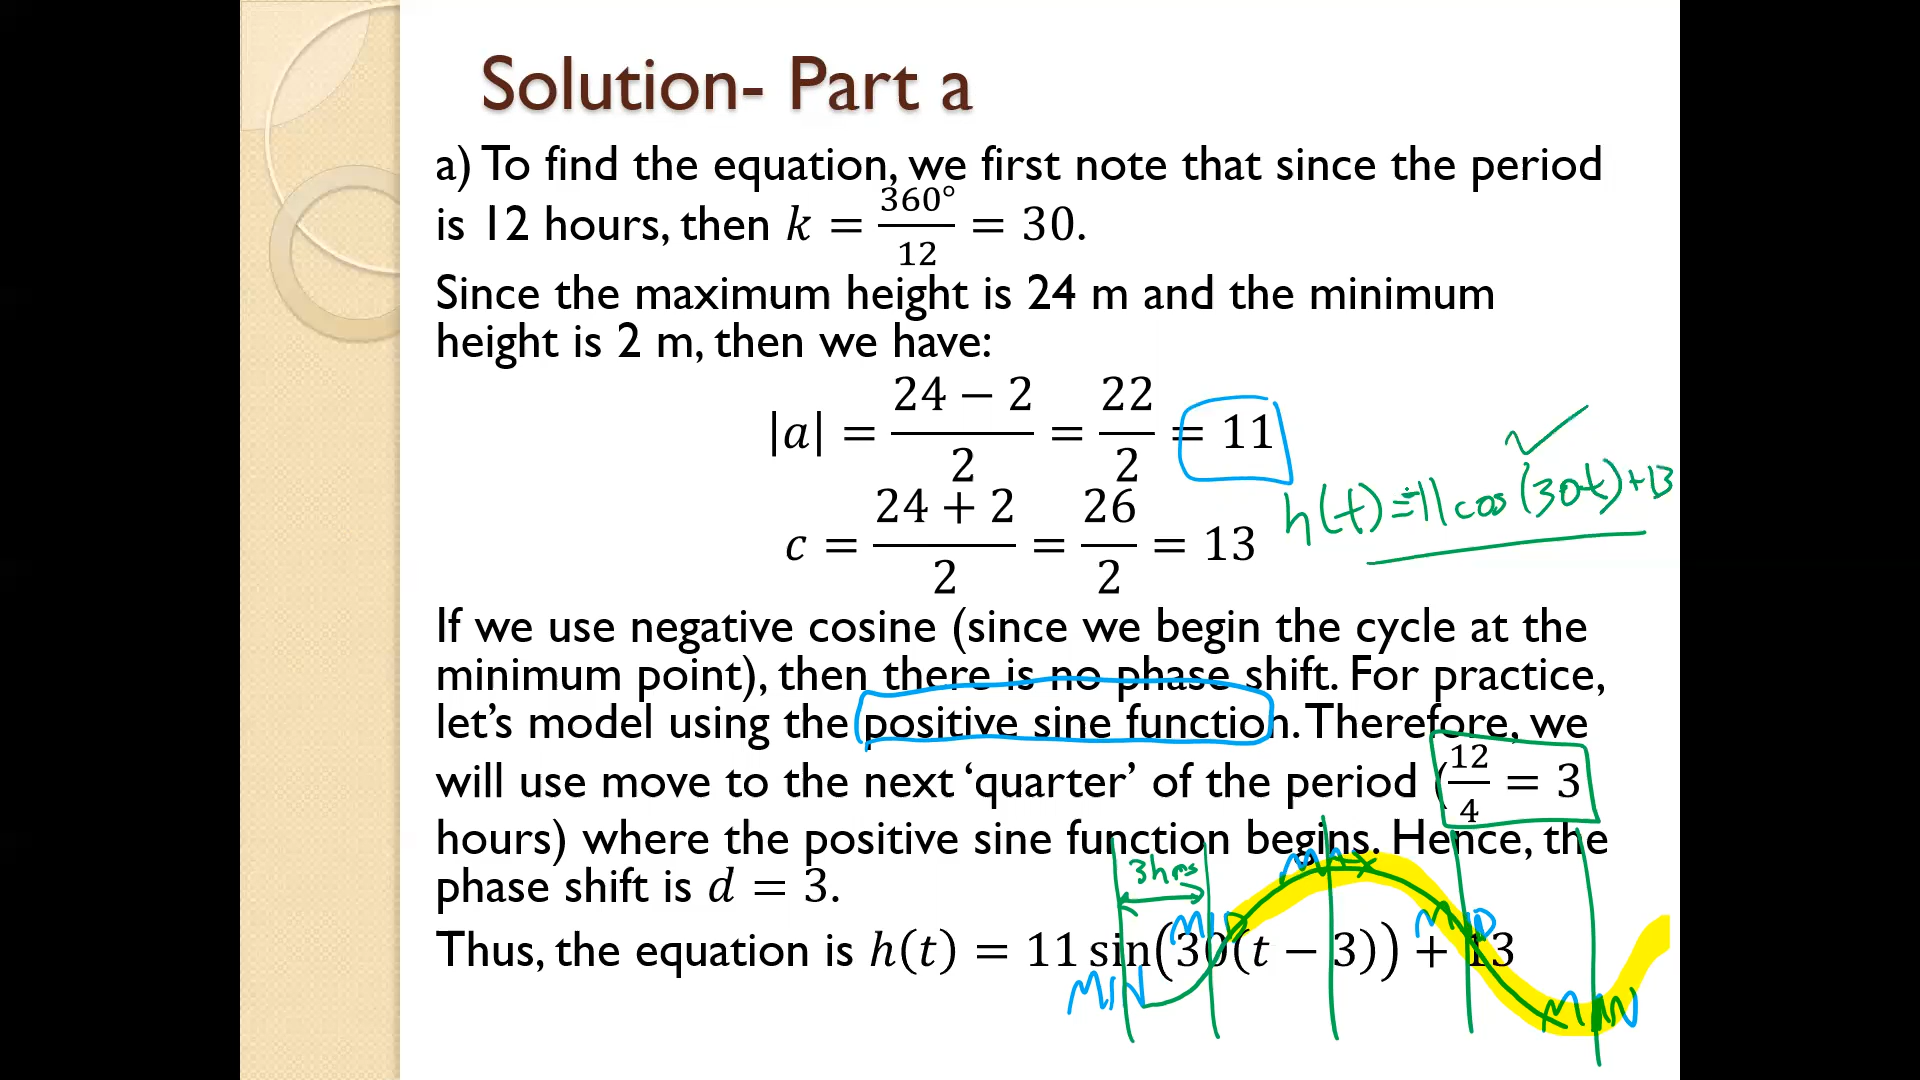 Solution- Part a
a) To find the equation, we first note that since the period
is 12 hours, then k = 360°/12 = 30.
Since the maximum height is 24 m and the minimum
height is 2 m, then we have:
|a| = (24 − 2)/2 = 22/2 = 11
h(t) = -11 cos(30t) + 13
c = (24 + 2)/2 = 26/2 = 13
If we use negative cosine (since we begin the cycle at the
minimum point), then there is no phase shift. For practice,
let's model using the positive sine function. Therefore, we
will use move to the next ‘quarter’ of the period (12/4 = 3
hours) where the positive sine function begins. Hence, the
phase shift is d = 3.
3 hrs
MAX
MID
MID
Thus, the equation is h(t) = 11 sin(30(t − 3)) + 13
MIN
MIN